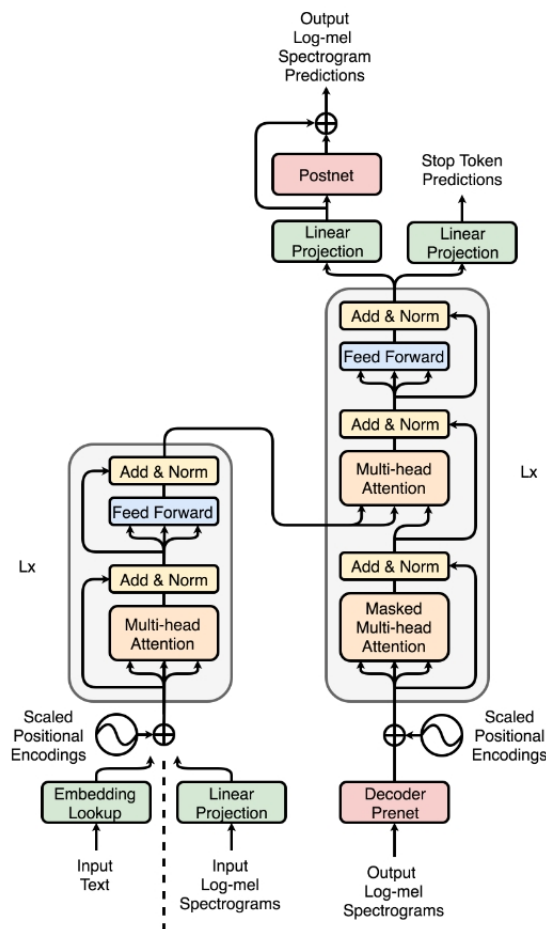 Output
Log-mel
Spectrogram
Predictions
Postnet
Stop Token
Predictions
Linear
Projection
Linear
Projection
Add & Norm
Feed Forward
Add & Norm
Multi-head
Attention
Lx
Add & Norm
Masked
Multi-head
Attention
Add & Norm
Feed Forward
Lx
Add & Norm
Multi-head
Attention
Scaled
Positional
Encodings
Scaled
Positional
Encodings
Embedding
Lookup
Linear
Projection
Decoder
Prenet
Input
Text
Input
Log-mel
Spectrograms
Output
Log-mel
Spectrograms